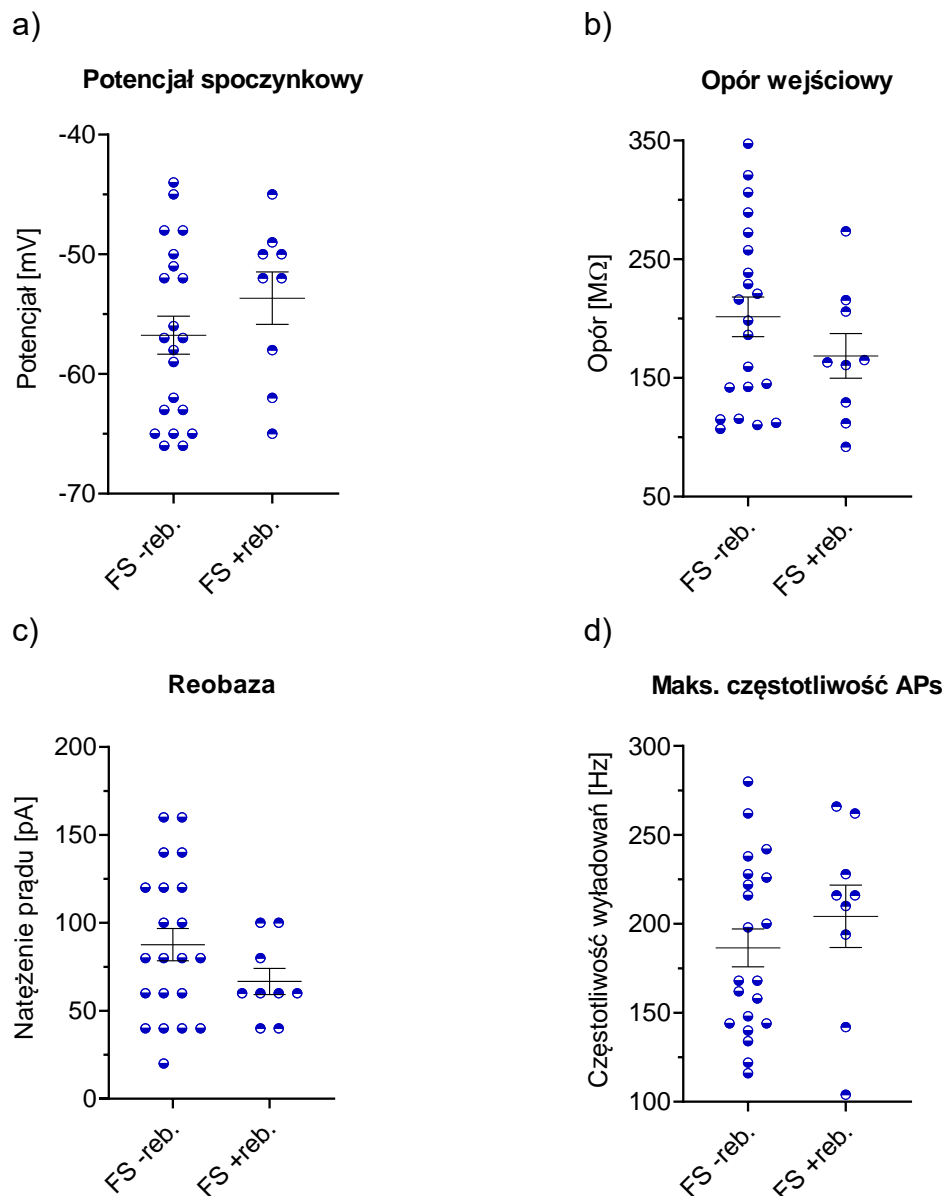 a)
Potencjał spoczynkowy
Potencjał [mV]
-40
-50
-60
-70
FS -reb.
FS +reb.
b)
Opór wejściowy
Opór [MΩ]
350
250
150
50
FS -reb.
FS +reb.
c)
Reobaza
Natężenie prądu [pA]
200
150
100
50
0
FS -reb.
FS +reb.
d)
Maks. częstotliwość APs
Częstotliwość wyładowań [Hz]
300
250
200
150
100
FS -reb.
FS +reb.